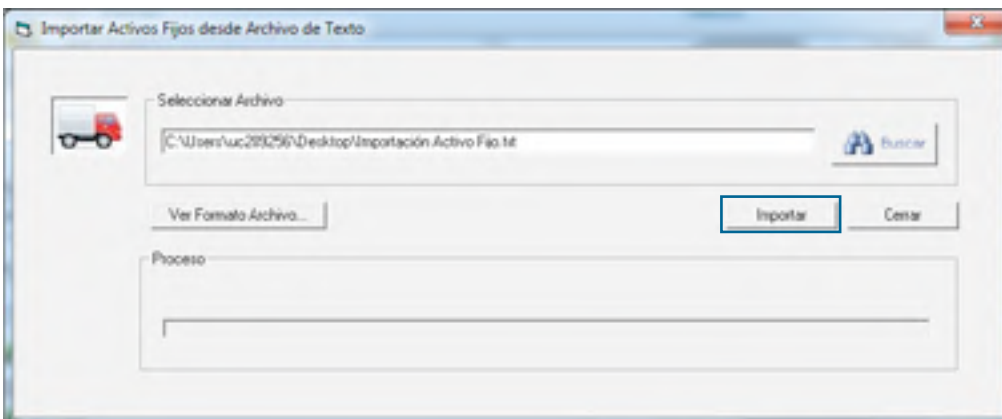 Importar Activos Fijos desde Archivo de Texto
Seleccionar Archivo
C:\Users\uc289256\Desktop\Importación Activo Fijo.txt
Buscar
Ver Formato Archivo...
Importar
Cerrar
Proceso